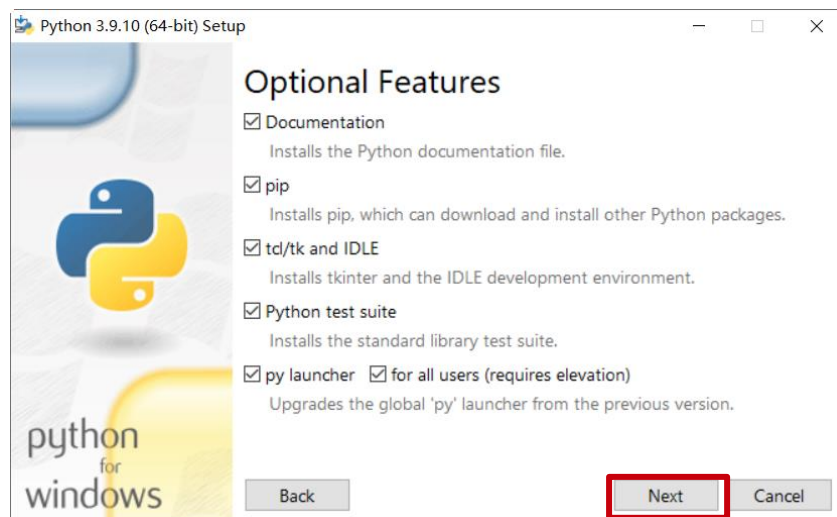 Python 3.9.10 (64-bit) Setup
Optional Features
Documentation
Installs the Python documentation file.
pip
Installs pip, which can download and install other Python packages.
tcl/tk and IDLE
Installs tkinter and the IDLE development environment.
Python test suite
Installs the standard library test suite.
py launcher for all users (requires elevation)
Upgrades the global 'py' launcher from the previous version.
python
for
windows
Back Next Cancel